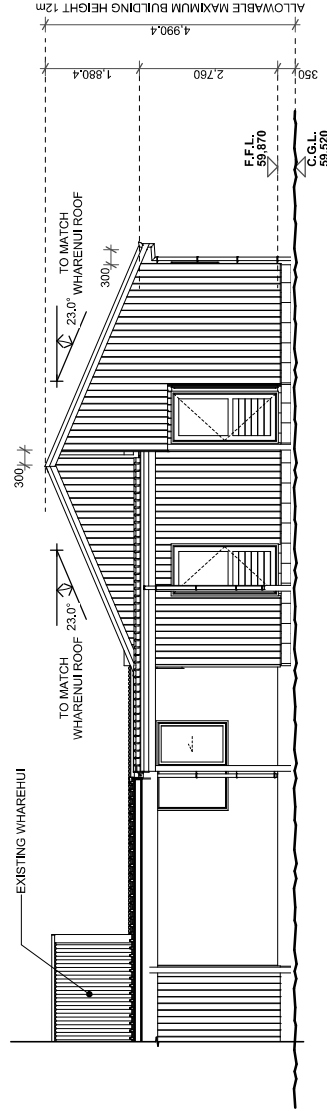 EXISTING WHAREHUI
TO MATCH
WHARENUI ROOF
23.0°
300
TO MATCH
WHARENUI ROOF
23.0°
300
F.F.L.
59,870
C.G.L.
59,520
1,880.4
2,760
350
4,990.4
ALLOWABLE MAXIMUM BUILDING HEIGHT 12m